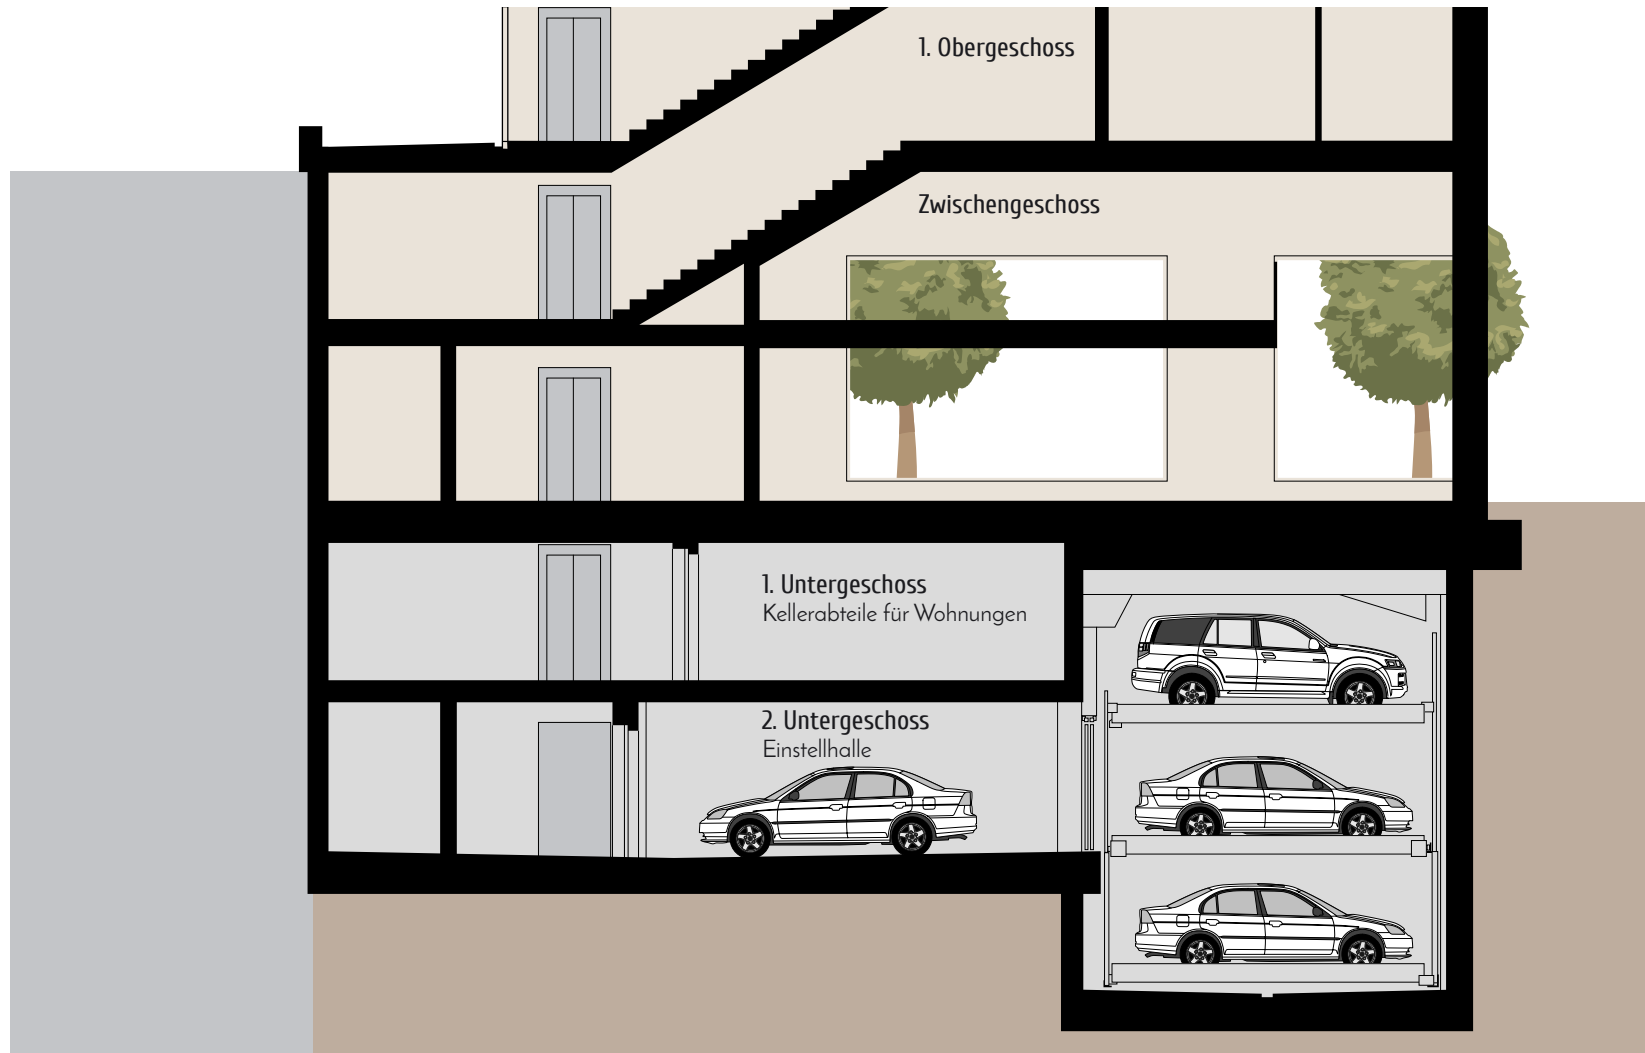 1. Obergeschoss
Zwischengeschoss
1. Untergeschoss
Kellerabteile für Wohnungen
2. Untergeschoss
Einstellhalle